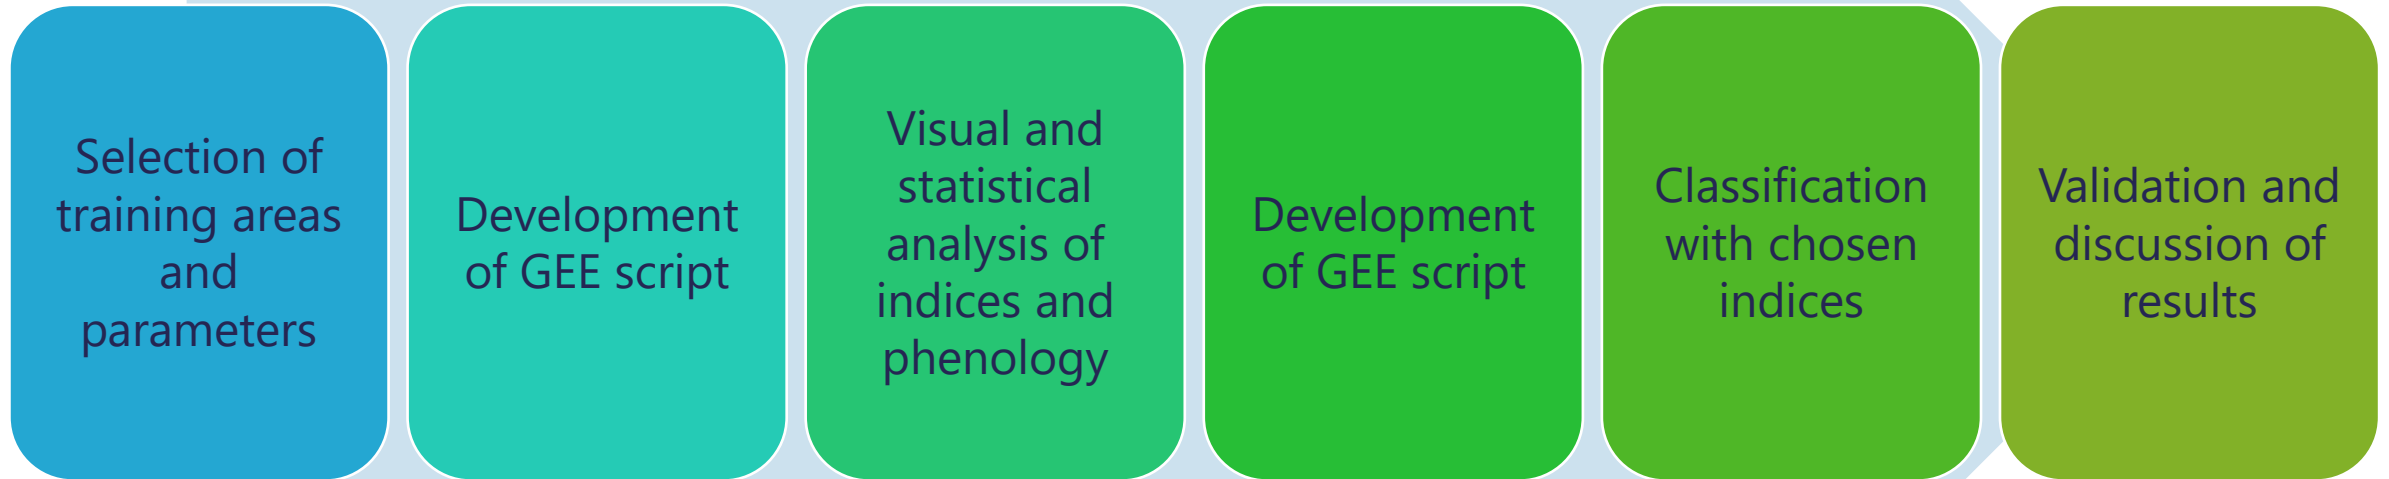 Selection of
training areas
and
parameters
Development
of GEE script
Visual and
statistical
analysis of
indices and
phenology
Development
of GEE script
Classification
with chosen
indices
Validation and
discussion of
results